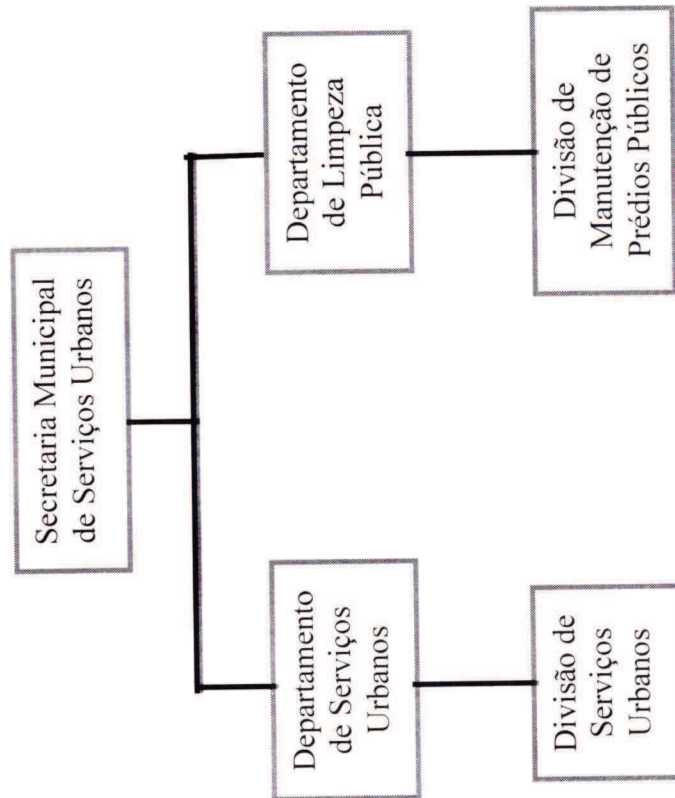 Secretaria Municipal
de Serviços Urbanos
Departamento
de Serviços
Urbanos
Departamento
de Limpeza
Pública
Divisão de
Serviços
Urbanos
Divisão de
Manutenção de
Prédios Públicos